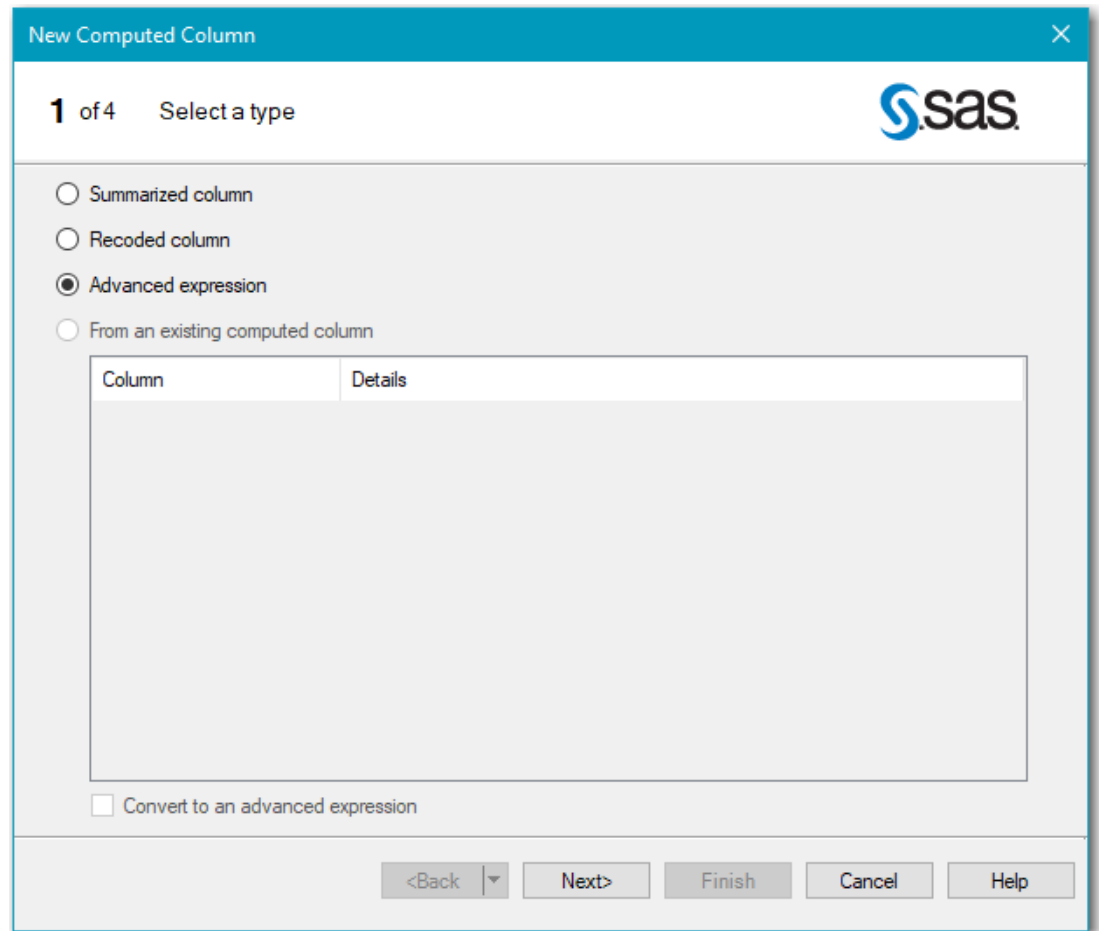 New Computed Column
1 of 4 Select a type
sas
Summarized column
Recoded column
Advanced expression
From an existing computed column
Column Details
Convert to an advanced expression
<Back Next> Finish Cancel Help